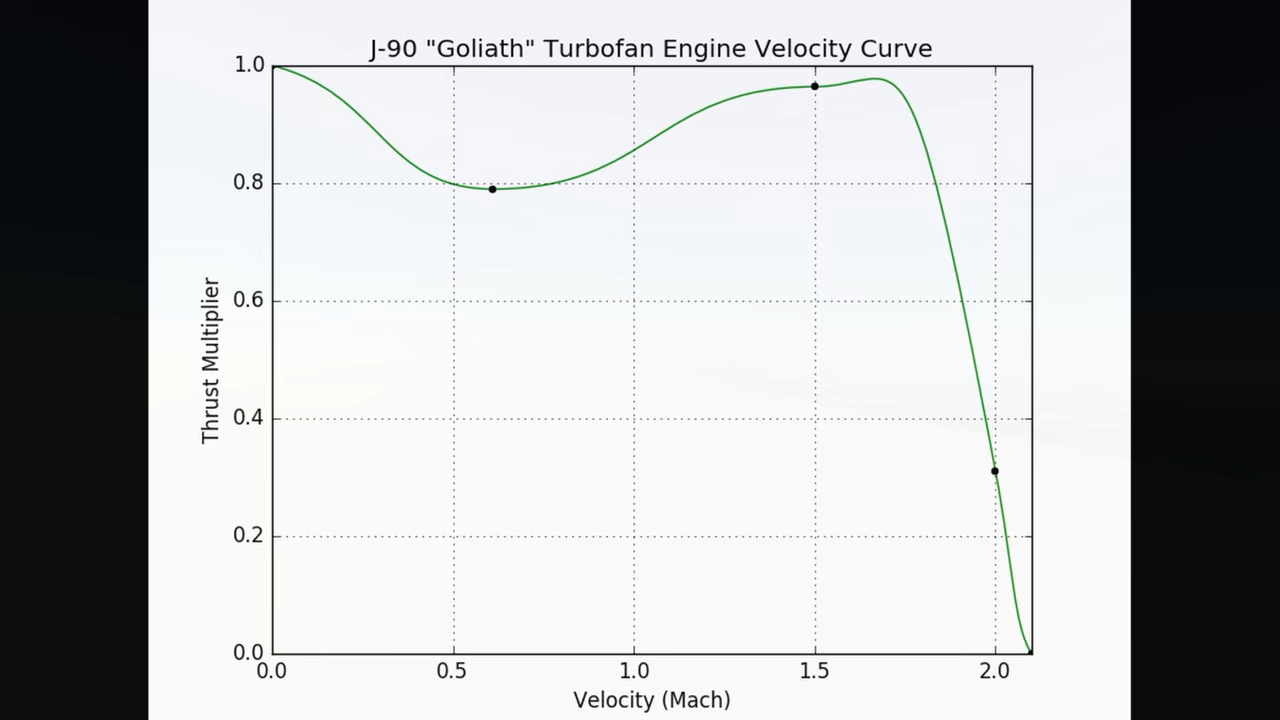 J-90 "Goliath" Turbofan Engine Velocity Curve
1.0
0.8
0.6
0.4
0.2
0.0
Thrust Multiplier
0.0 0.5 1.0 1.5 2.0
Velocity (Mach)